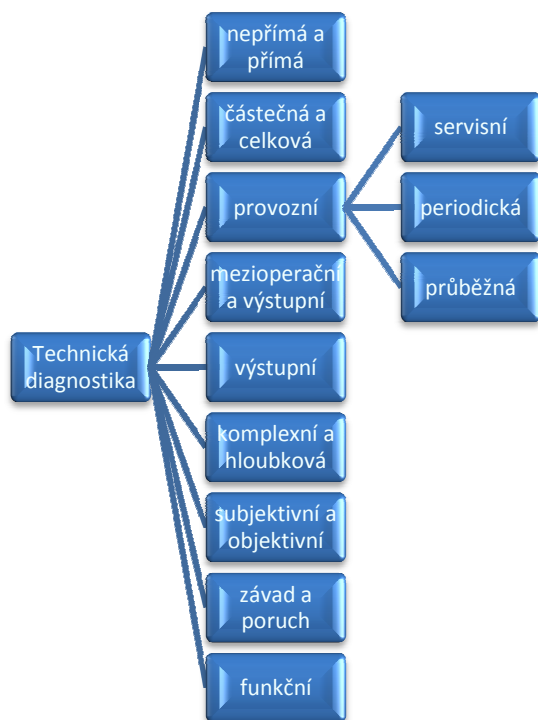 nepřímá a
přímá
částečná a
celková
servisní
provozní
periodická
mezioperační
a výstupní
průběžná
Technická
diagnostika
výstupní
komplexní a
hloubková
subjektivní a
objektivní
závad a
poruch
funkční